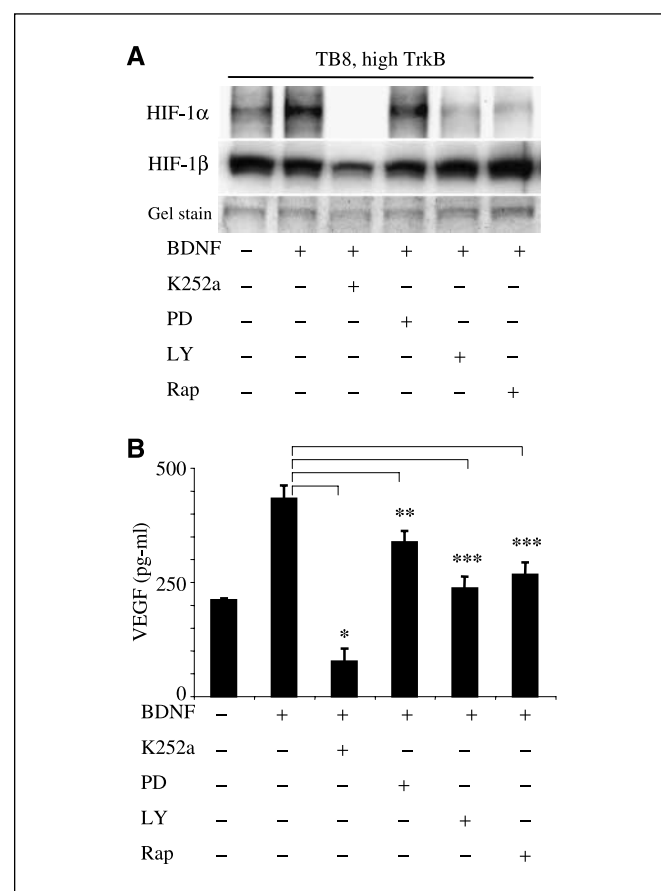 A
TB8, high TrkB
HIF-1α
HIF-1β
Gel stain
BDNF – + + + + +
K252a – – + – – –
PD – – – + – –
LY – – – – + –
Rap – – – – – +
B
500
250
0
VEGF (pg-ml)
* ** *** ***
BDNF – + + + + +
K252a – – + – – –
PD – – – + – –
LY – – – – + –
Rap – – – – – +